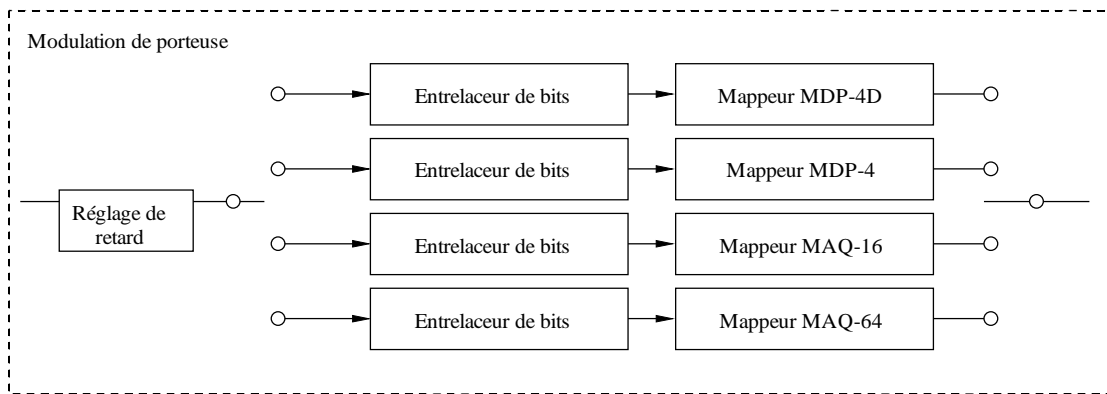 Modulation de porteuse
Entrelaceur de bits
Mappeur MDP-4D
Entrelaceur de bits
Mappeur MDP-4
Réglage de
retard
Entrelaceur de bits
Mappeur MAQ-16
Entrelaceur de bits
Mappeur MAQ-64